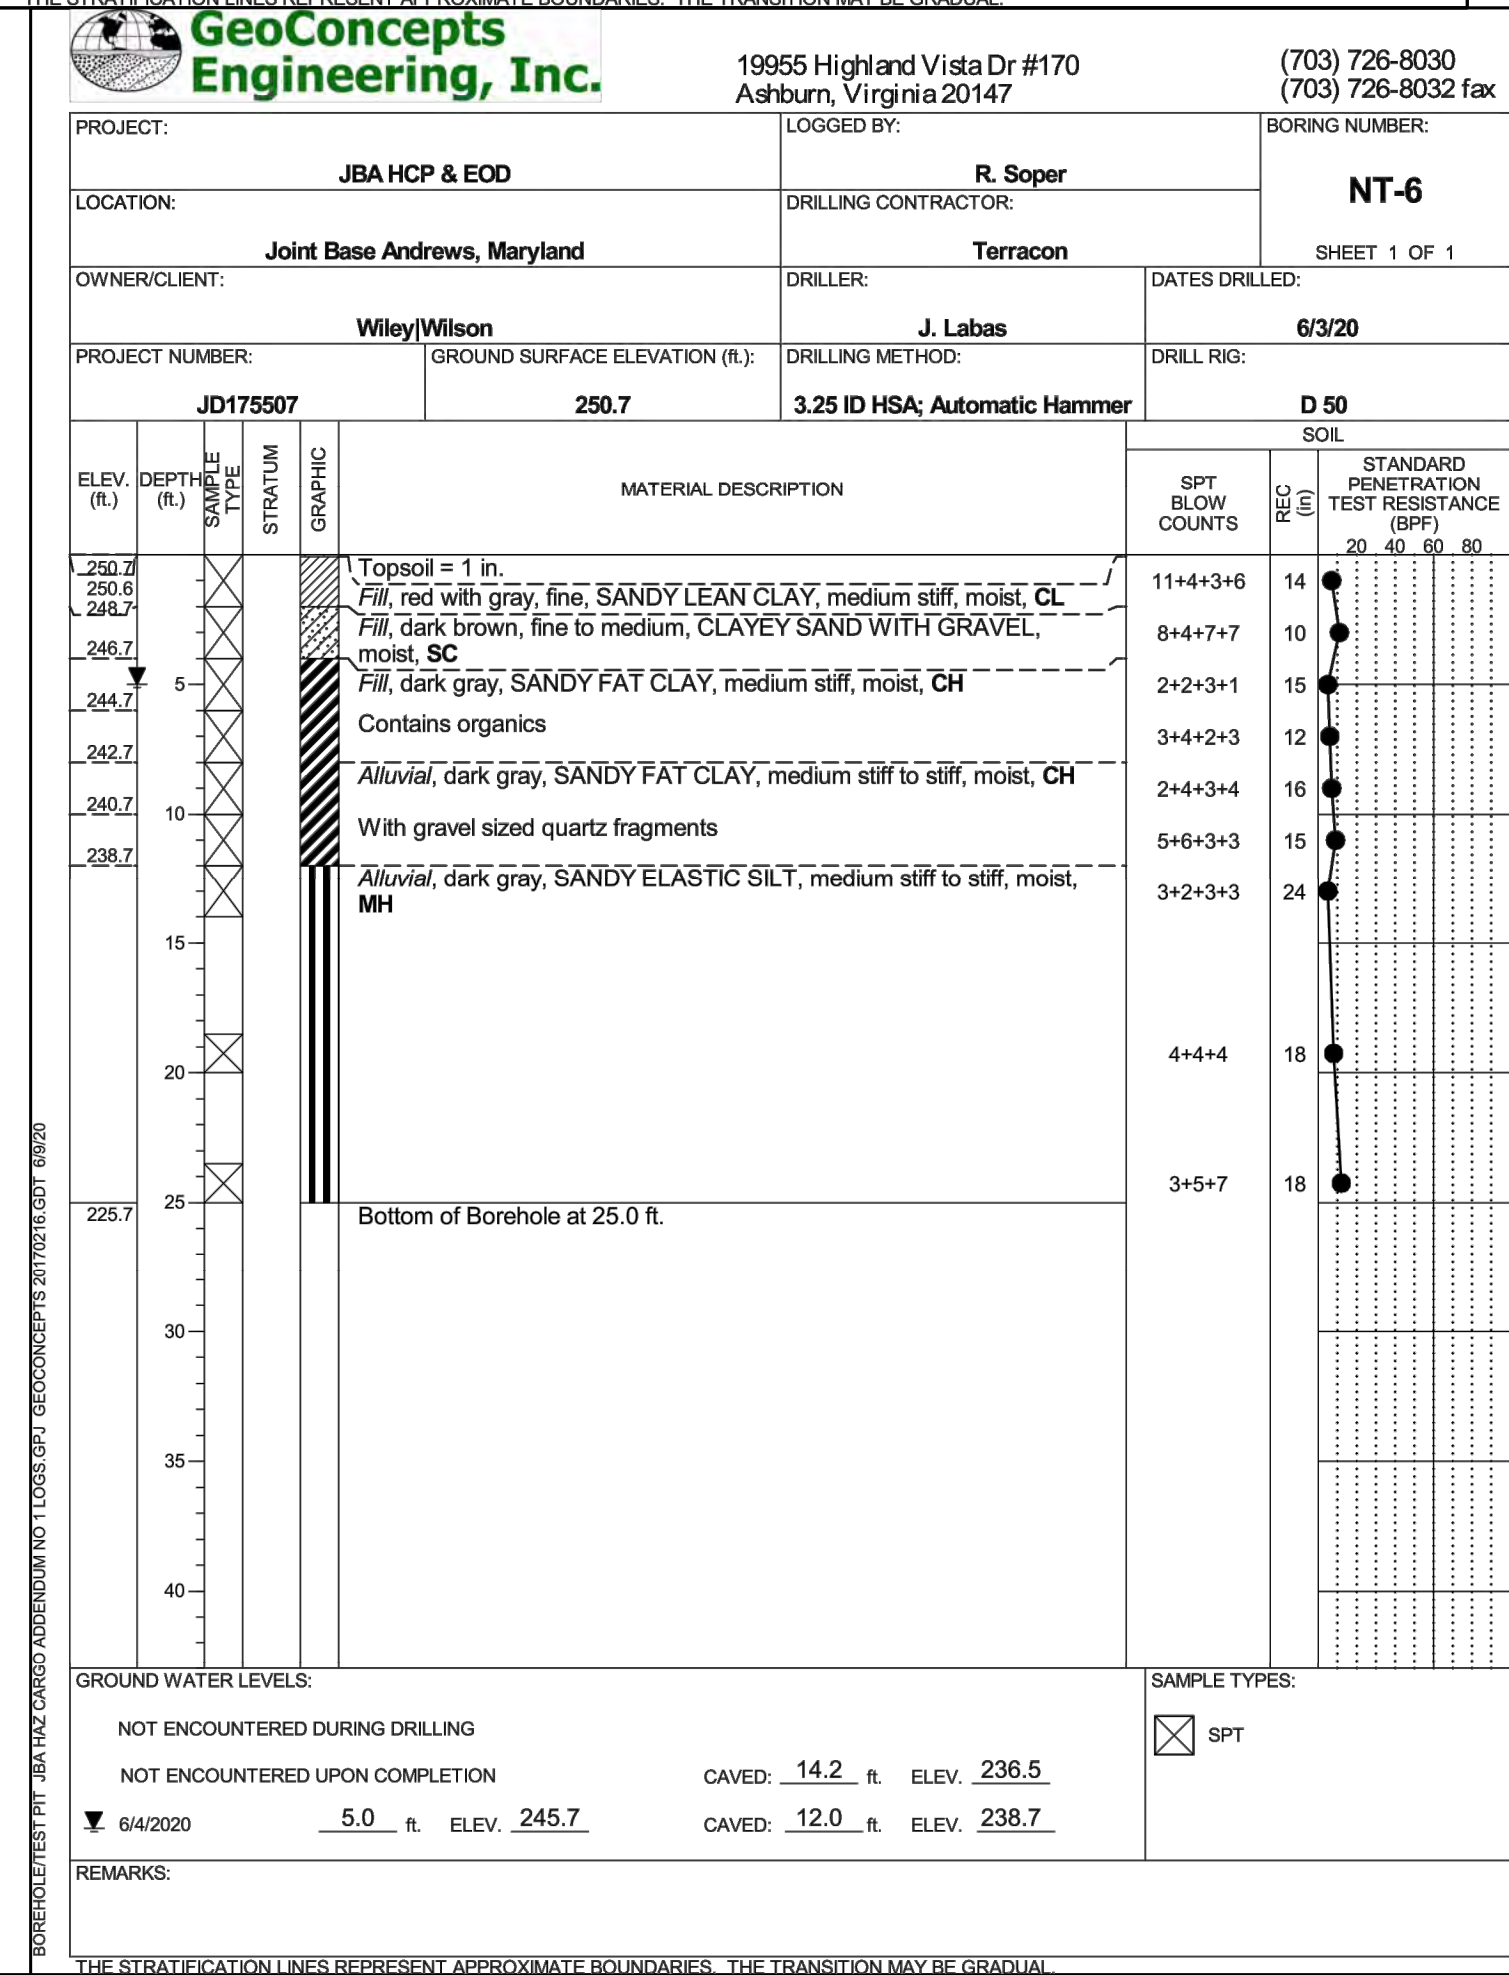 THE STRATIFICATION LINES REPRESENT APPROXIMATE BOUNDARIES. THE TRANSITION MAY BE GRADUAL.
GeoConcepts
Engineering, Inc.
19955 Highland Vista Dr #170
Ashburn, Virginia 20147
(703) 726-8030
(703) 726-8032 fax
PROJECT:
JBA HCP & EOD
LOGGED BY:
R. Soper
BORING NUMBER:
NT-6
SHEET 1 OF 1
LOCATION:
Joint Base Andrews, Maryland
DRILLING CONTRACTOR:
Terracon
OWNER/CLIENT:
Wiley|Wilson
DRILLER:
J. Labas
DATES DRILLED:
6/3/20
PROJECT NUMBER:
JD175507
GROUND SURFACE ELEVATION (ft.):
250.7
DRILLING METHOD:
3.25 ID HSA; Automatic Hammer
DRILL RIG:
D 50
ELEV.
(ft.)
DEPTH
(ft.)
SAMPLE
TYPE
STRATUM
GRAPHIC
MATERIAL DESCRIPTION
SOIL
SPT
BLOW
COUNTS
REC
(in)
STANDARD
PENETRATION
TEST RESISTANCE
(BPF)
20 40 60 80
250.7
Topsoil = 1 in.
11+4+3+6 14
250.6
Fill, red with gray, fine, SANDY LEAN CLAY, medium stiff, moist, CL
248.7
Fill, dark brown, fine to medium, CLAYEY SAND WITH GRAVEL,
moist, SC
8+4+7+7 10
246.7
Fill, dark gray, SANDY FAT CLAY, medium stiff, moist, CH
5
2+2+3+1 15
244.7
Contains organics
3+4+2+3 12
242.7
Alluvial, dark gray, SANDY FAT CLAY, medium stiff to stiff, moist, CH
2+4+3+4 16
240.7
10
With gravel sized quartz fragments
5+6+3+3 15
238.7
Alluvial, dark gray, SANDY ELASTIC SILT, medium stiff to stiff, moist,
MH
3+2+3+3 24
15
4+4+4 18
20
3+5+7 18
25
225.7
Bottom of Borehole at 25.0 ft.
30
35
40
GROUND WATER LEVELS:
NOT ENCOUNTERED DURING DRILLING
NOT ENCOUNTERED UPON COMPLETION
CAVED: 14.2 ft. ELEV. 236.5
6/4/2020 5.0 ft. ELEV. 245.7
CAVED: 12.0 ft. ELEV. 238.7
SAMPLE TYPES:
SPT
REMARKS:
THE STRATIFICATION LINES REPRESENT APPROXIMATE BOUNDARIES. THE TRANSITION MAY BE GRADUAL.
BOREHOLE/TEST PIT JBA HAZ CARGO ADDENDUM NO 1 LOGS.GPJ GEOCONCEPTS 20170216.GDT 6/9/20